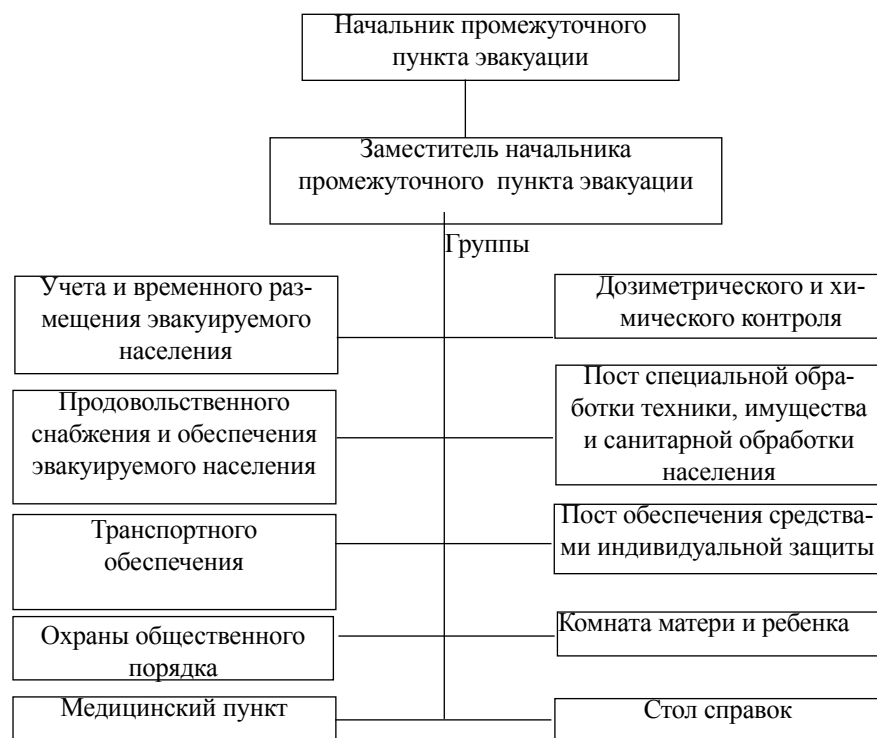 Начальник промежуточного
пункта эвакуации
Заместитель начальника
промежуточного пункта эвакуации
Группы
Учета и временного раз-
мещения эвакуируемого
населения
Дозиметрического и хи-
мического контроля
Продовольственного
снабжения и обеспечения
эвакуируемого населения
Пост специальной обра-
ботки техники, имущества
и санитарной обработки
населения
Транспортного
обеспечения
Пост обеспечения средства-
ми индивидуальной защиты
Охраны общественного
порядка
Комната матери и ребенка
Медицинский пункт
Стол справок